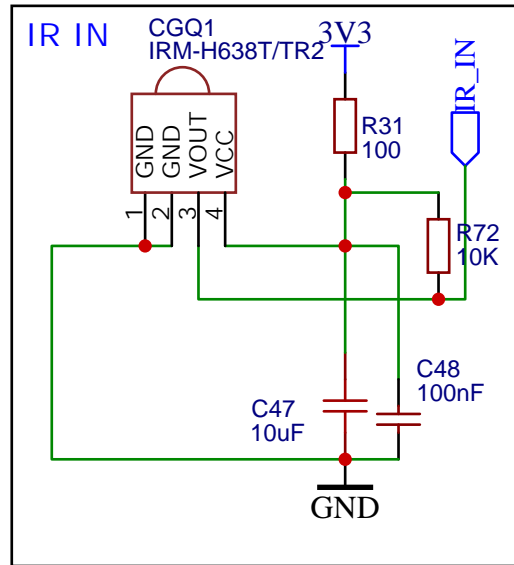 IR IN
CGQ1
IRM-H638T/TR2
3V3
IR_IN
GND
GND
VOUT
VCC
1
2
3
4
R31
100
R72
10K
C47
10uF
C48
100nF
GND